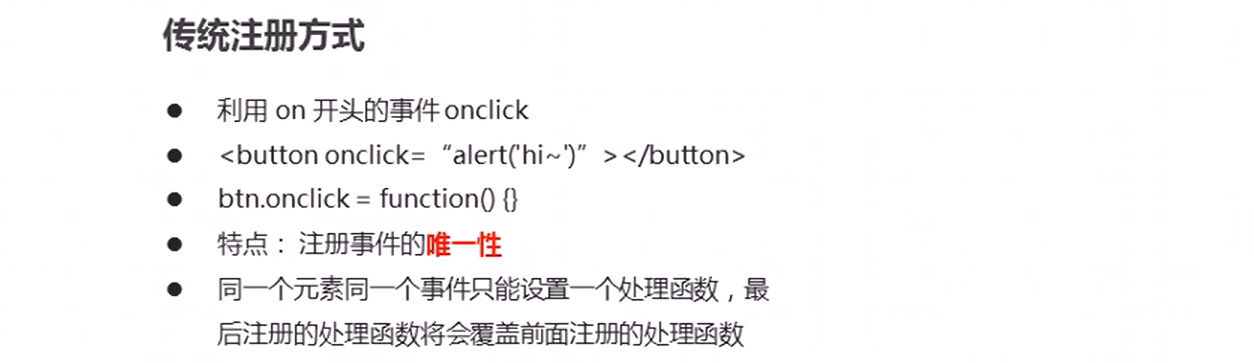 传统注册方式
● 利用 on 开头的事件 onclick
● <button onclick= “alert('hi~')” ></button>
● btn.onclick = function() {}
● 特点： 注册事件的唯一性
● 同一个元素同一个事件只能设置一个处理函数，最
后注册的处理函数将会覆盖前面注册的处理函数